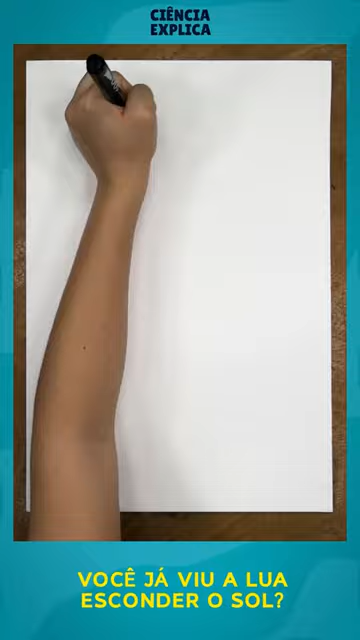 CIÊNCIA
EXPLICA
VOCÊ JÁ VIU A LUA
ESCONDER O SOL?